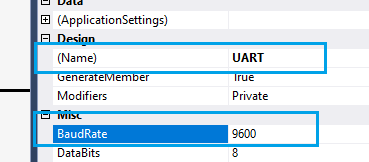 Data
(ApplicationSettings)
Design
(Name) UART
GenerateMember True
Modifiers Private
Misc
BaudRate 9600
DataBits 8